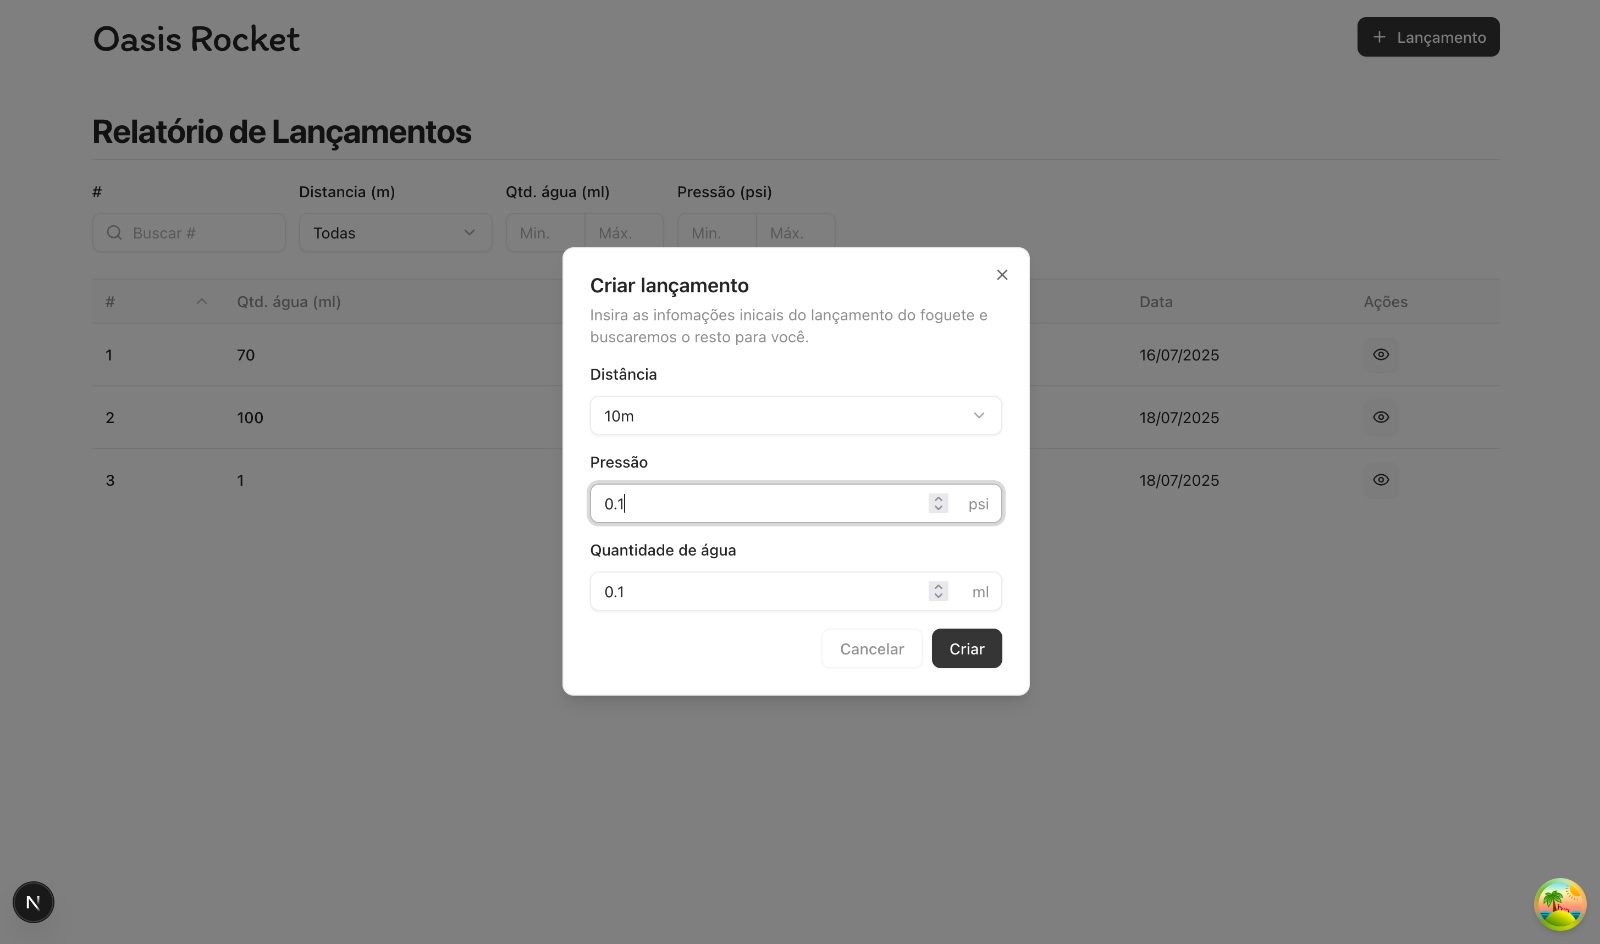 Oasis Rocket
+ Lançamento
Relatório de Lançamentos
# Distancia (m) Qtd. água (ml) Pressão (psi)
Buscar # Todas Min. Máx. Min. Máx.
# Qtd. água (ml) Data Ações
1 70 16/07/2025
2 100 18/07/2025
3 1 18/07/2025
Criar lançamento
Insira as infomações inicais do lançamento do foguete e
buscaremos o resto para você.
Distância
10m
Pressão
0.1 psi
Quantidade de água
0.1 ml
Cancelar Criar
N